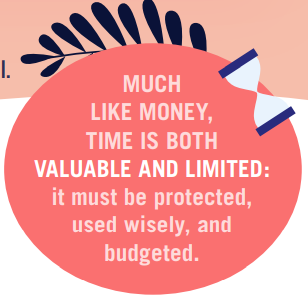 l.
MUCH
LIKE MONEY,
TIME IS BOTH
VALUABLE AND LIMITED:
it must be protected,
used wisely, and
budgeted.